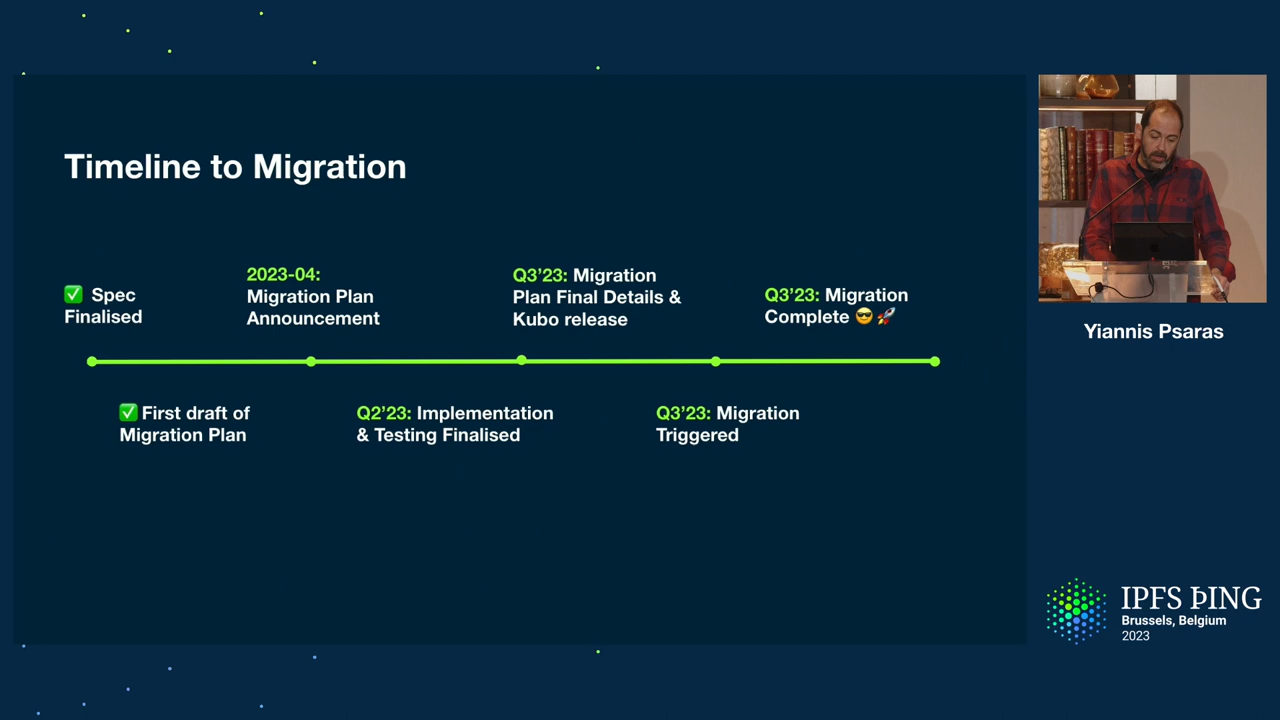 Timeline to Migration
✅ Spec
Finalised
2023-04:
Migration Plan
Announcement
Q3’23: Migration
Plan Final Details &
Kubo release
Q3’23: Migration
Complete 😎🚀
✅ First draft of
Migration Plan
Q2’23: Implementation
& Testing Finalised
Q3’23: Migration
Triggered
Yiannis Psaras
IPFS ÞING
Brussels, Belgium
2023